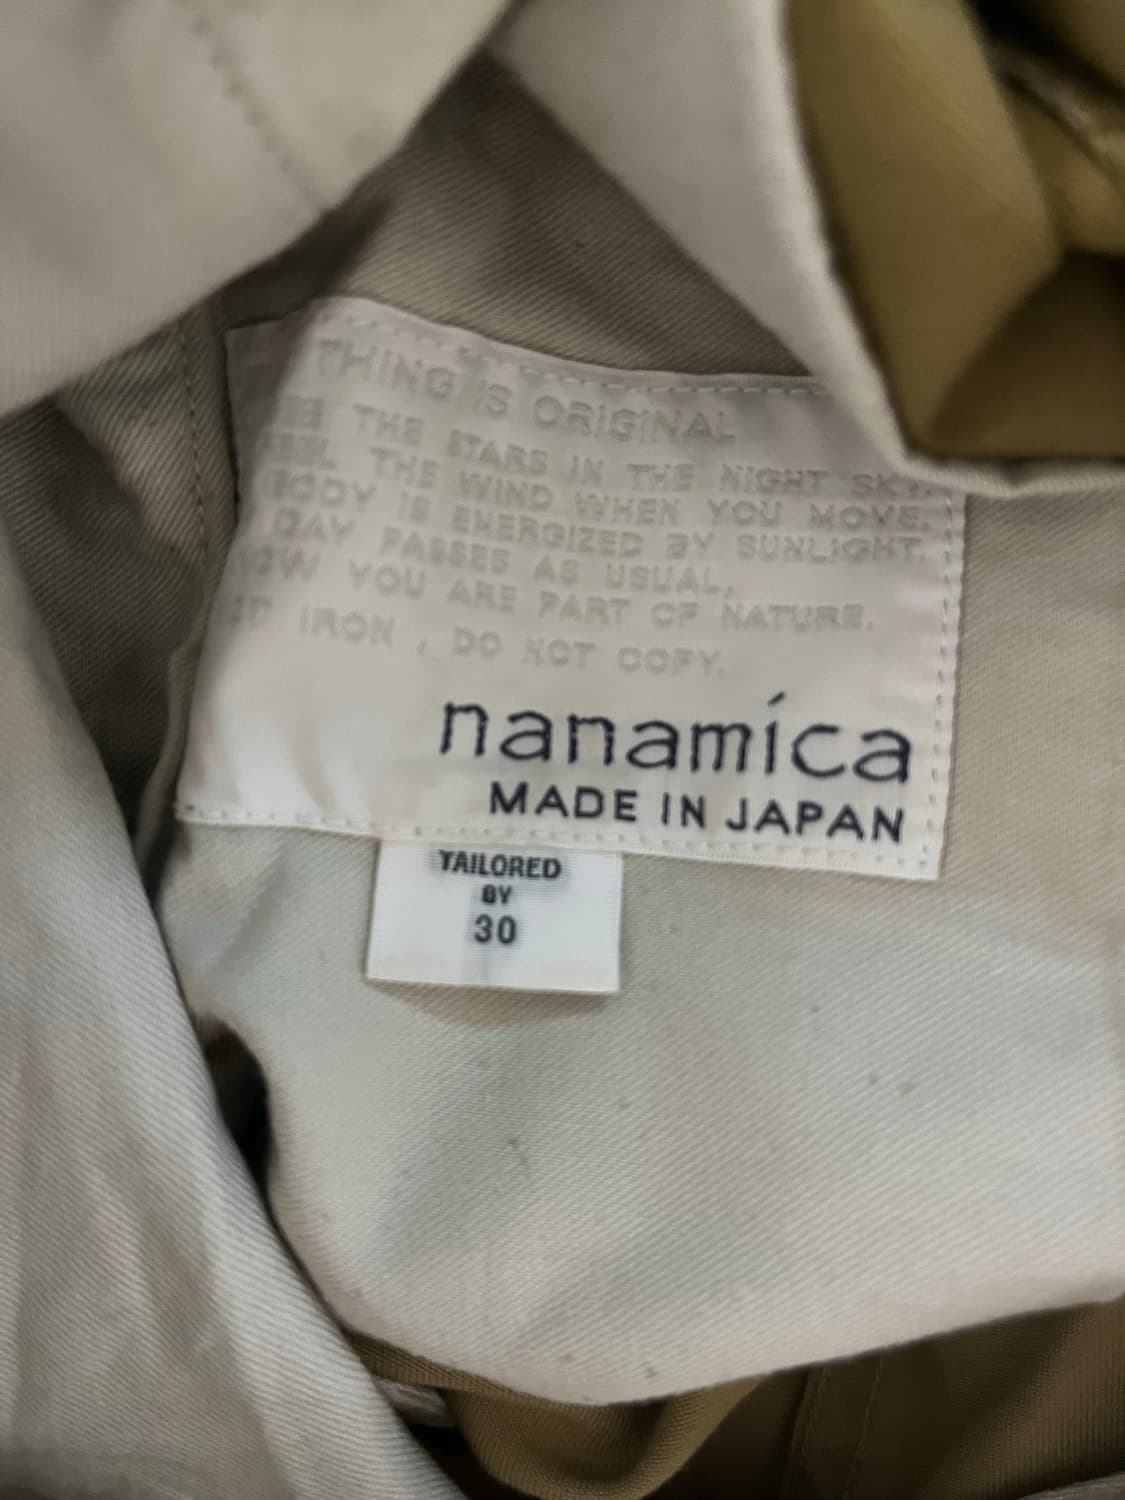 THING IS ORIGINAL
THE STARS IN THE NIGHT SKY.
THE WIND WHEN YOU MOVE.
BODY IS ENERGIZED BY SUNLIGHT.
DAY PASSES AS USUAL,
YOU ARE PART OF NATURE.
IRON , DO NOT COPY.
nanamíca
MADE IN JAPAN
TAILORED
BY
30